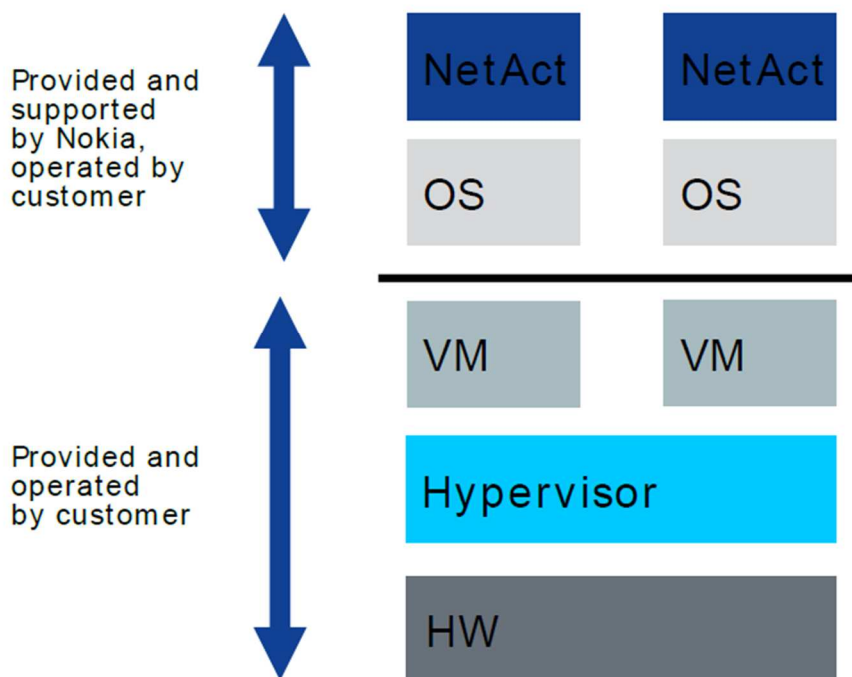 Provided and
supported
by Nokia,
operated by
customer
NetAct
NetAct
OS
OS
VM
VM
Provided and
operated
by customer
Hypervisor
HW